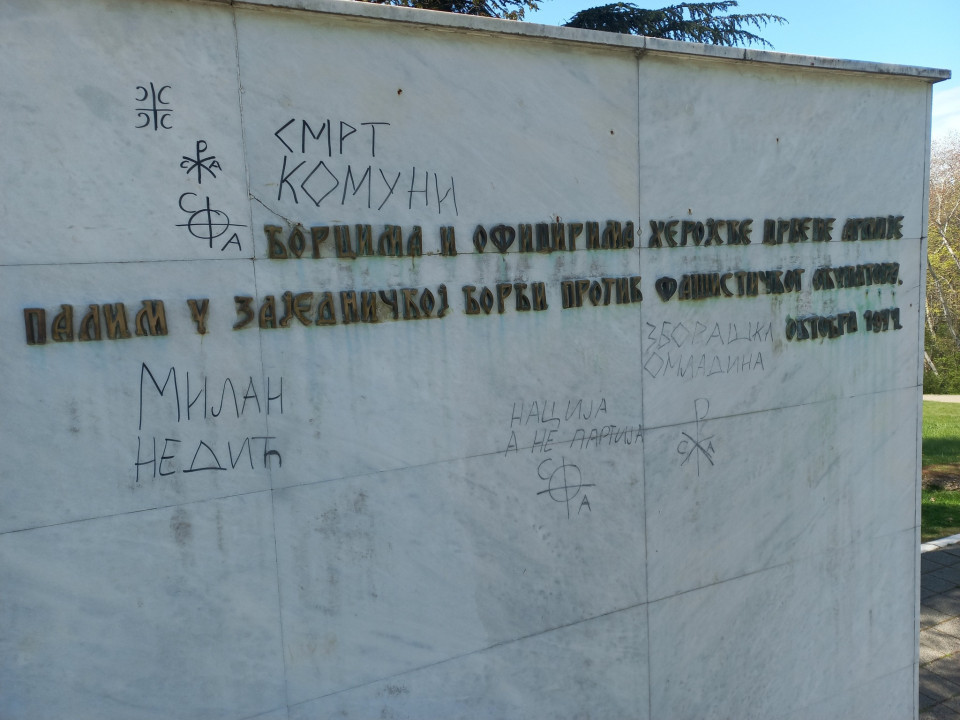 СМРТ
КОМУНИ
БОРЦИМА И ОФИЦИРИМА ХЕРОЈСКЕ ЦРВЕНЕ АРМИЈЕ
ПАЛИМ У ЗАЈЕДНИЧКОЈ БОРБИ ПРОТИВ ФАШИСТИЧКОГ ОКУПАТОРА.
ОКТОБРА 1944.
ЗБОРАШКА
ОМЛАДИНА
МИЛАН
НЕДИЋ
НАЦИЈА
А НЕ ПАРТИЈА
С А
С А
С А
С А